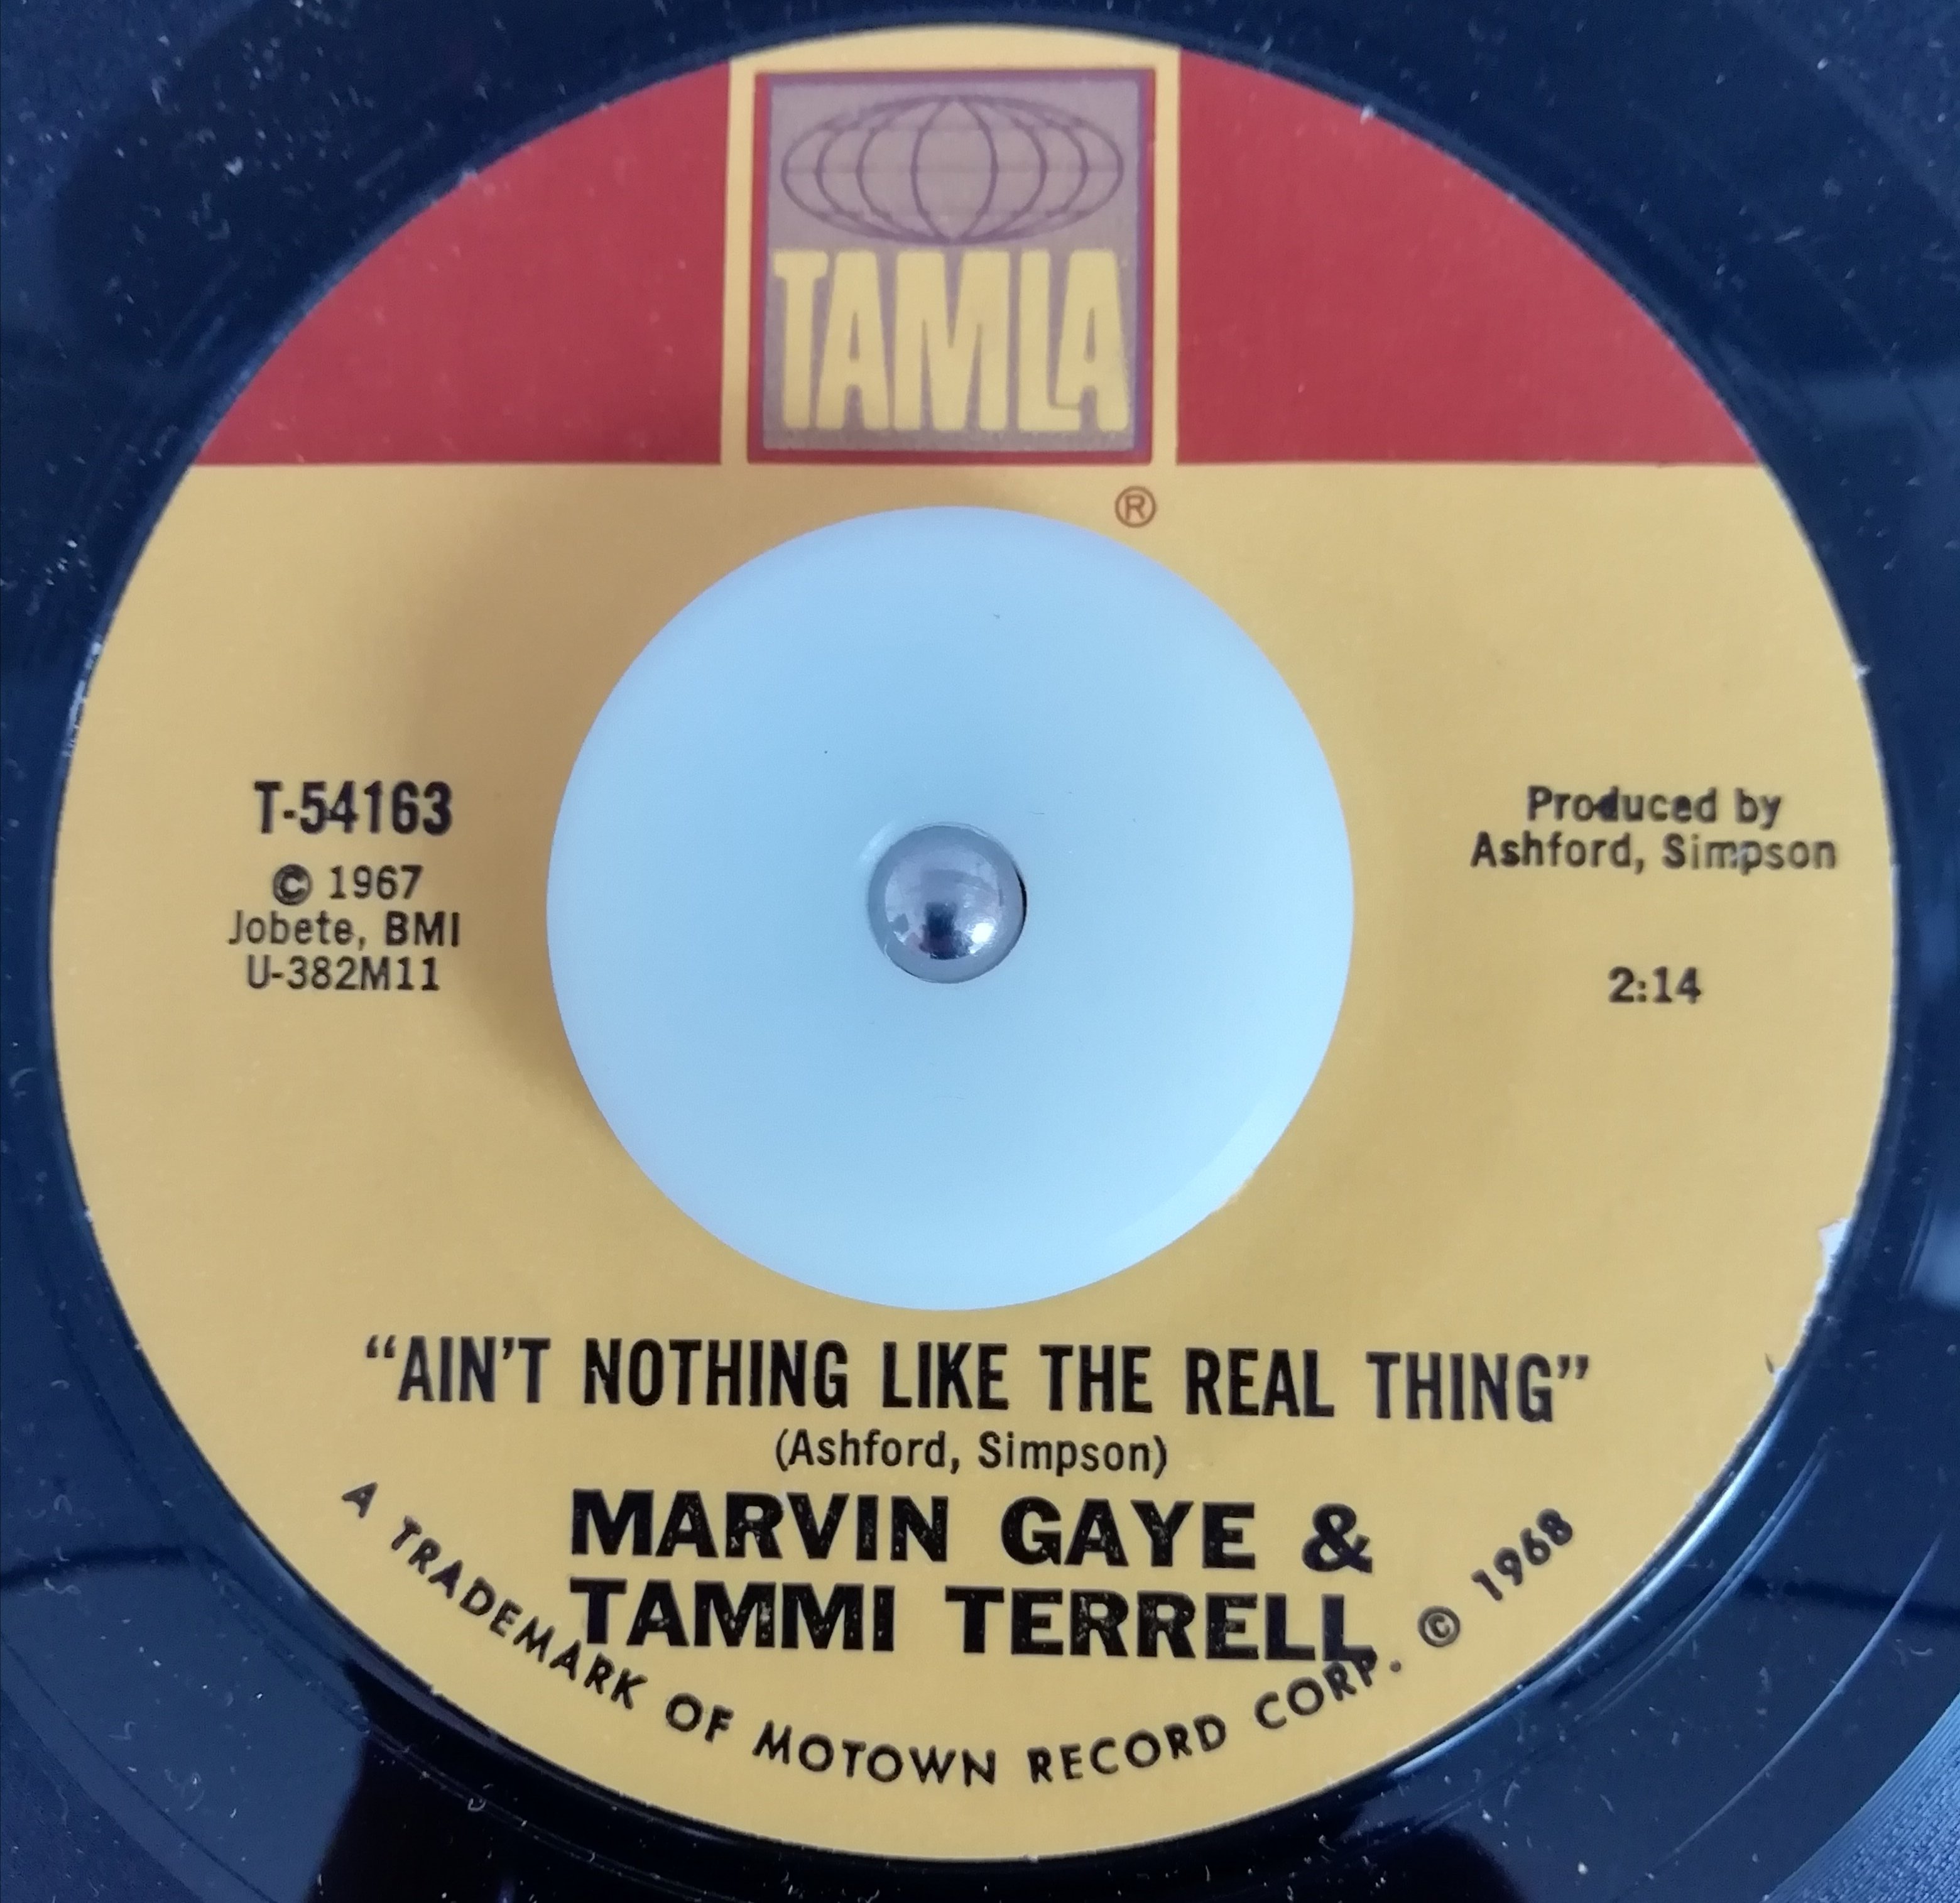 TAMLA
®
T-54163
© 1967
Jobete, BMI
U-382M11
Produced by
Ashford, Simpson
2:14
“AIN’T NOTHING LIKE THE REAL THING”
(Ashford, Simpson)
MARVIN GAYE &
TAMMI TERRELL
A TRADEMARK OF MOTOWN RECORD CORP. © 1968